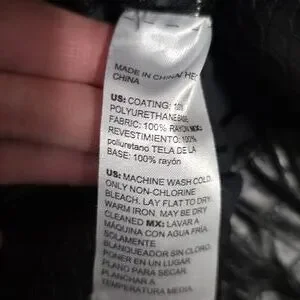 MADE IN CHINA/ HE
CHINA
US: COATING: 100%
POLYURETHANE BASE
FABRIC: 100% RAYON MX:
REVESTIMIENTO: 100%
poliuretano TELA DE LA
BASE: 100% rayón
US: MACHINE WASH COLD.
ONLY NON-CHLORINE
BLEACH. LAY FLAT TO DRY.
WARM IRON. MAY BE DRY
CLEANED MX: LAVAR A
MÁQUINA CON AGUA FRÍA.
SOLAMENTE
BLANQUEADOR SIN CLORO.
PONER EN UN LUGAR
PLANO PARA SECAR.
PLANCHAR A
TEMPERATURA MEDIA.